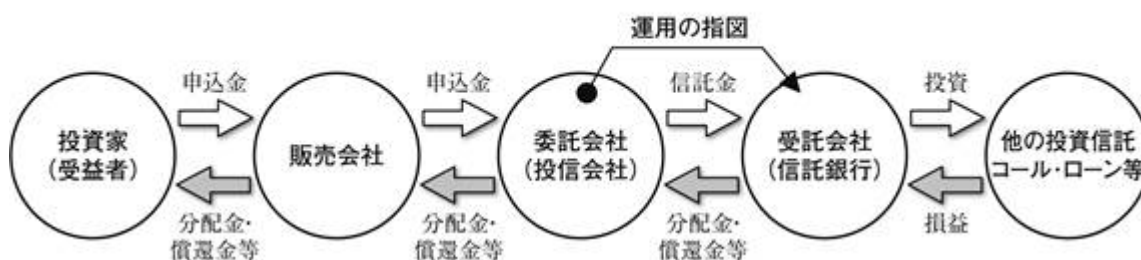 運用の指図
申込金
申込金
信託金
投資
投資家
(受益者)
販売会社
委託会社
(投信会社)
受託会社
(信託銀行)
他の投資信託
コール・ローン等
分配金・
償還金等
分配金・
償還金等
分配金・
償還金等
損益